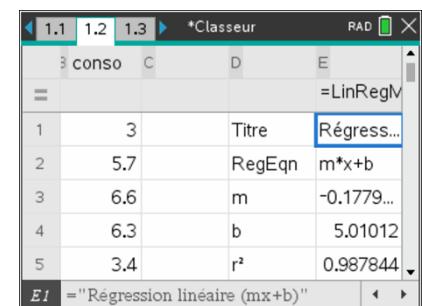 1.1 1.2 1.3 *Classeur RAD
B conso C D E
= =LinRegM
1 3 Titre Régress...
2 5.7 RegEqn m*x+b
3 6.6 m -0.1779...
4 6.3 b 5.01012
5 3.4 r² 0.987844
E1 ="Régression linéaire (mx+b)"